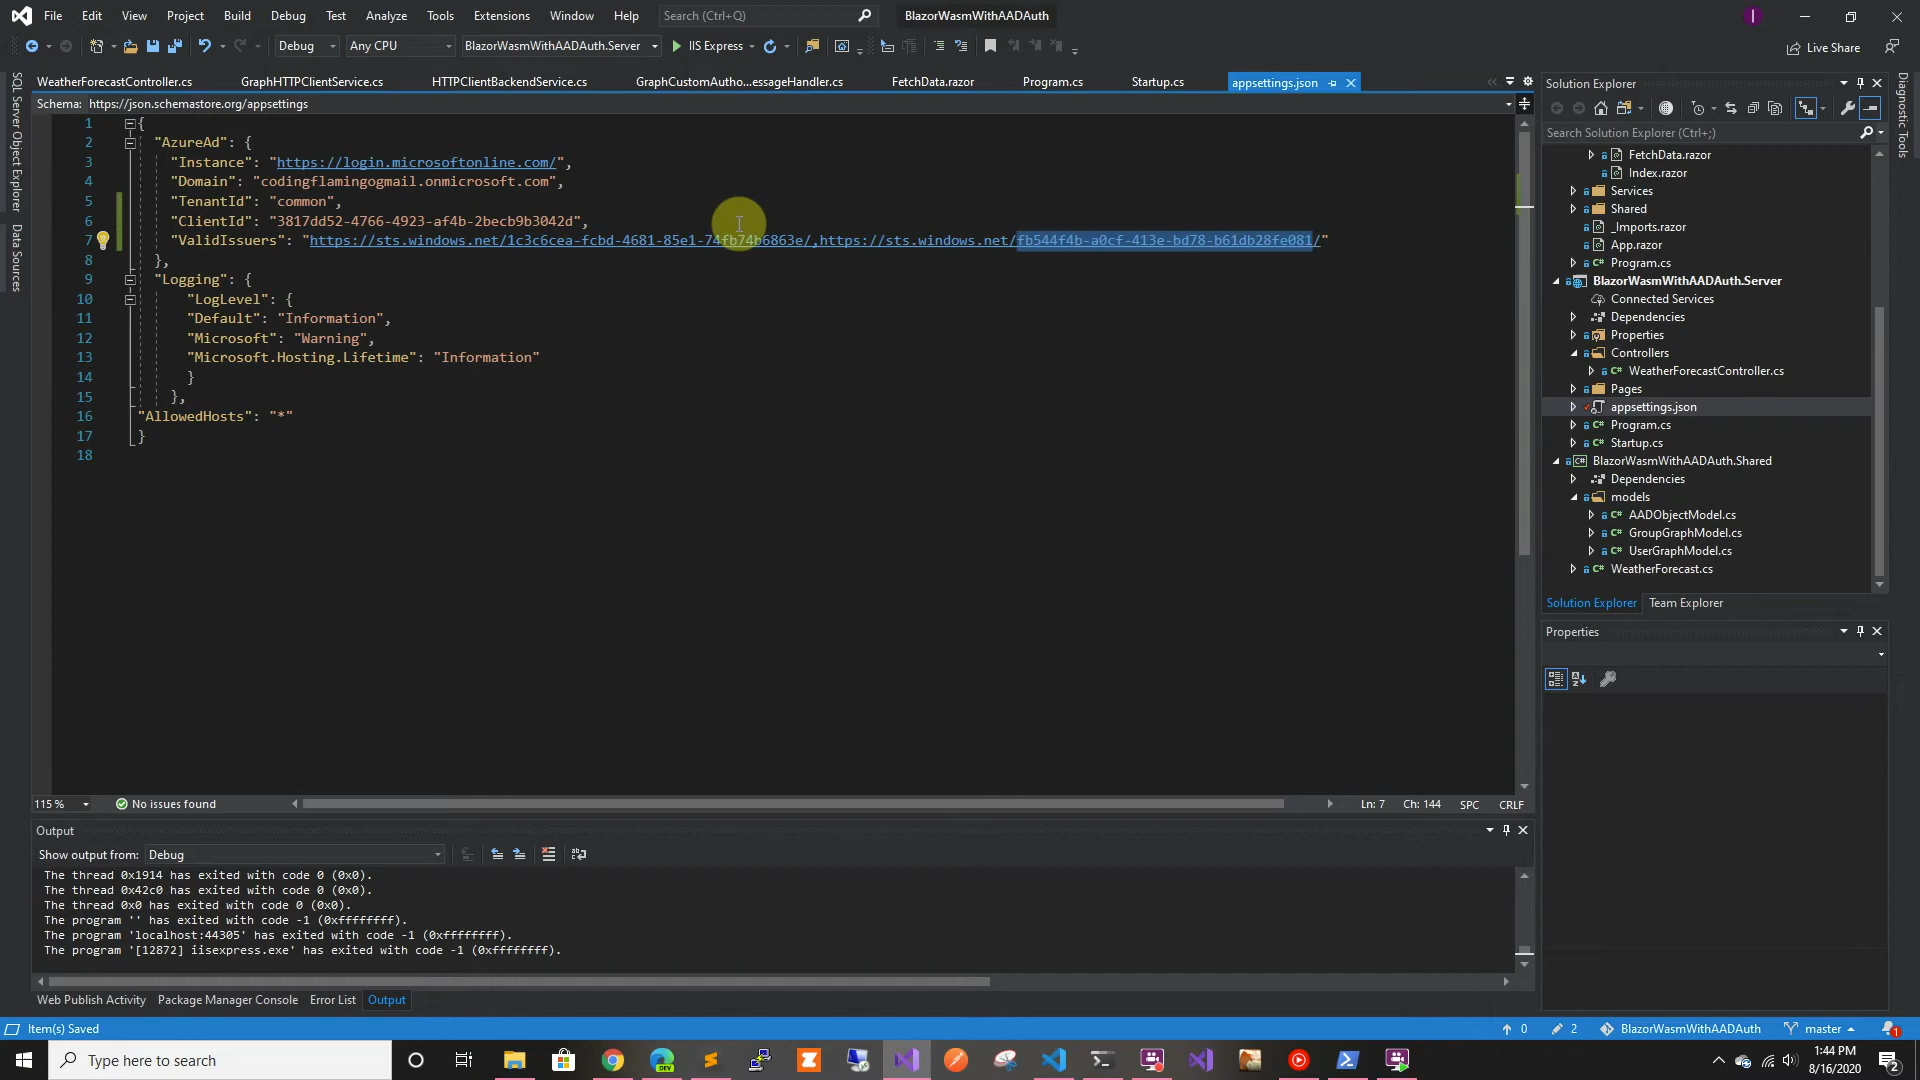 File Edit View Project Build Debug Test Analyze Tools Extensions Window Help Search (Ctrl+Q) BlazorWasmWithAADAuth
Debug Any CPU BlazorWasmWithAADAuth.Server IIS Express Live Share
WeatherForecastController.cs GraphHTTPClientService.cs HTTPClientBackendService.cs GraphCustomAutho...essageHandler.cs FetchData.razor Program.cs Startup.cs appsettings.json
Schema: https://json.schemastore.org/appsettings
SQL Server Object Explorer
Data Sources
1 {
2 "AzureAd": {
3 "Instance": "https://login.microsoftonline.com/",
4 "Domain": "codingflamingogmail.onmicrosoft.com",
5 "TenantId": "common",
6 "ClientId": "3817dd52-4766-4923-af4b-2becb9b3042d",
7 "ValidIssuers": "https://sts.windows.net/1c3c6cea-fcbd-4681-85e1-74fb74b6863e/,https://sts.windows.net/fb544f4b-a0cf-413e-bd78-b61db28fe081/"
8 },
9 "Logging": {
10 "LogLevel": {
11 "Default": "Information",
12 "Microsoft": "Warning",
13 "Microsoft.Hosting.Lifetime": "Information"
14 }
15 },
16 "AllowedHosts": "*"
17 }
18
115 % No issues found Ln: 7 Ch: 144 SPC CRLF
Output
Show output from: Debug
The thread 0x1914 has exited with code 0 (0x0).
The thread 0x42c0 has exited with code 0 (0x0).
The thread 0x0 has exited with code 0 (0x0).
The program '' has exited with code -1 (0xffffffff).
The program 'localhost:44305' has exited with code -1 (0xffffffff).
The program '[12872] iisexpress.exe' has exited with code -1 (0xffffffff).
Web Publish Activity Package Manager Console Error List Output
Solution Explorer
Search Solution Explorer (Ctrl+;)
FetchData.razor
Index.razor
Services
Shared
_Imports.razor
App.razor
Program.cs
BlazorWasmWithAADAuth.Server
Connected Services
Dependencies
Properties
Controllers
WeatherForecastController.cs
Pages
appsettings.json
Program.cs
Startup.cs
BlazorWasmWithAADAuth.Shared
Dependencies
models
AADObjectModel.cs
GroupGraphModel.cs
UserGraphModel.cs
WeatherForecast.cs
Solution Explorer Team Explorer
Properties
Diagnostic Tools
Item(s) Saved 0 2 BlazorWasmWithAADAuth master 1
Type here to search DEV
1:44 PM
8/16/2020
2